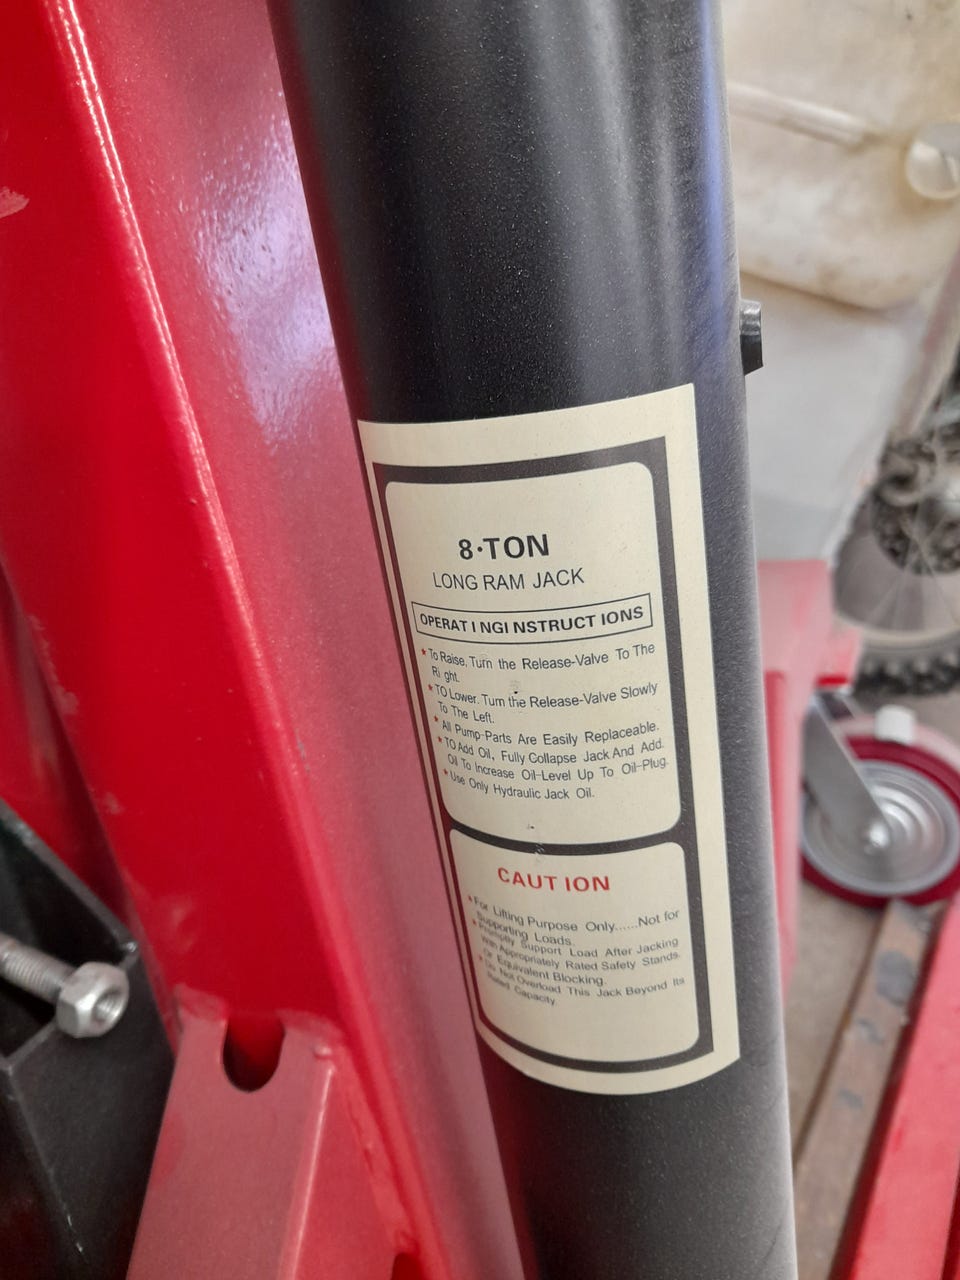 8·TON
LONG RAM JACK
OPERAT I NGI NSTRUCT IONS
*To Raise. Turn the Release-Valve To The
Ri ght.
*TO Lower. Turn the Release-Valve Slowly
To The Left.
*All Pump-Parts Are Easily Replaceable.
*TO Add Oil, Fully Collapse Jack And Add.
Oil To Increase Oil-Level Up To Oil-Plug.
*Use Only Hydraulic Jack Oil.
CAUT ION
*For Lifting Purpose Only......Not for
Supporting Loads.
*Promptly Support Load After Jacking
With Appropriately Rated Safety Stands.
Or Equivalent Blocking.
*Do Not Overload This Jack Beyond Its
Rated Capacity.